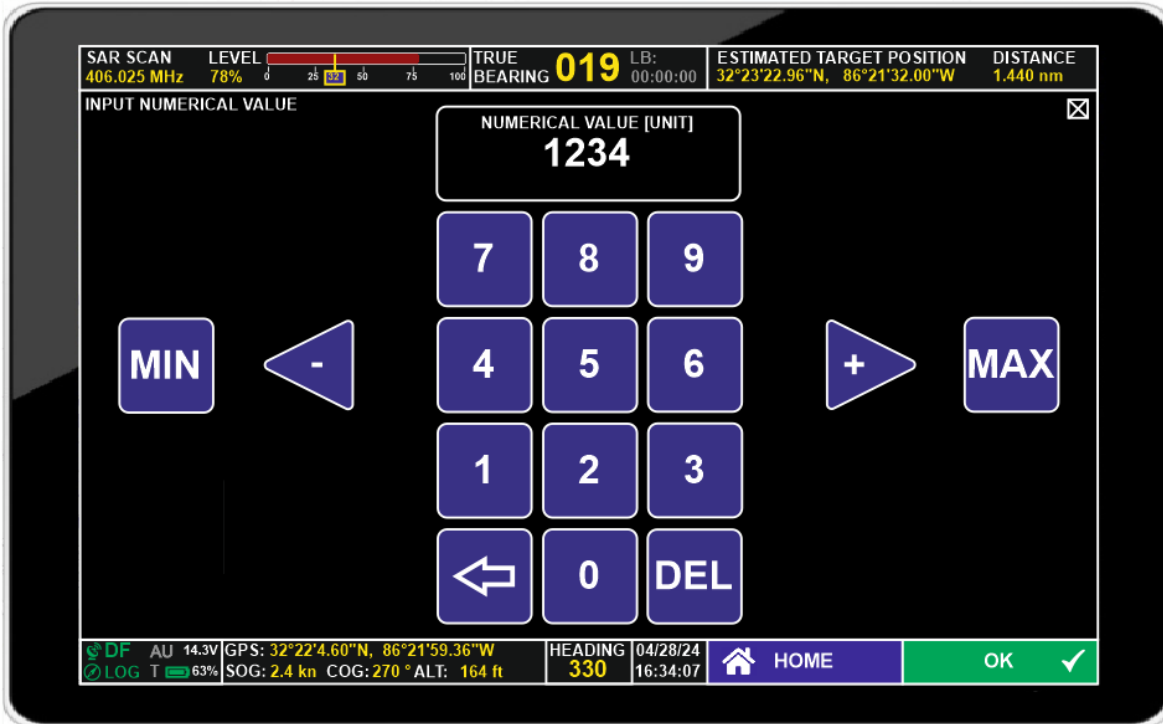 SAR SCAN LEVEL TRUE BEARING 019 LB: ESTIMATED TARGET POSITION DISTANCE
406.025 MHz 78% 0 25 32 50 75 100 00:00:00 32°23'22.96"N, 86°21'32.00"W 1.440 nm
INPUT NUMERICAL VALUE
NUMERICAL VALUE [UNIT]
1234
7 8 9
MIN - 4 5 6 + MAX
1 2 3
0 DEL
DF AU 14.3V GPS: 32°22'4.60"N, 86°21'59.36"W HEADING 04/28/24 HOME OK
LOG T 63% SOG: 2.4 kn COG: 270 ° ALT: 164 ft 330 16:34:07